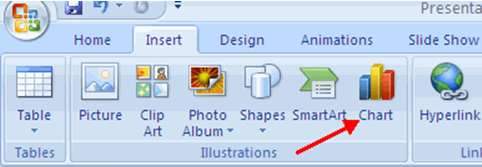 Presenta
Home Insert Design Animations Slide Show
Table Picture Clip Art Photo Album Shapes SmartArt Chart Hyperlink
Tables Illustrations Lin